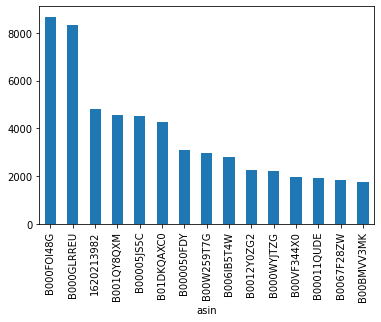 8000
6000
4000
2000
0
B000FOI48G
B000GLRREU
1620213982
B001QY8QXM
B00005JS5C
B01DKQAXC0
B000050FDY
B00W259T7G
B006IB5T4W
B0012Y0ZG2
B000WYJTZG
B00VF344X0
B00011QUDE
B0067F28ZW
B00BMVV3MK
asin